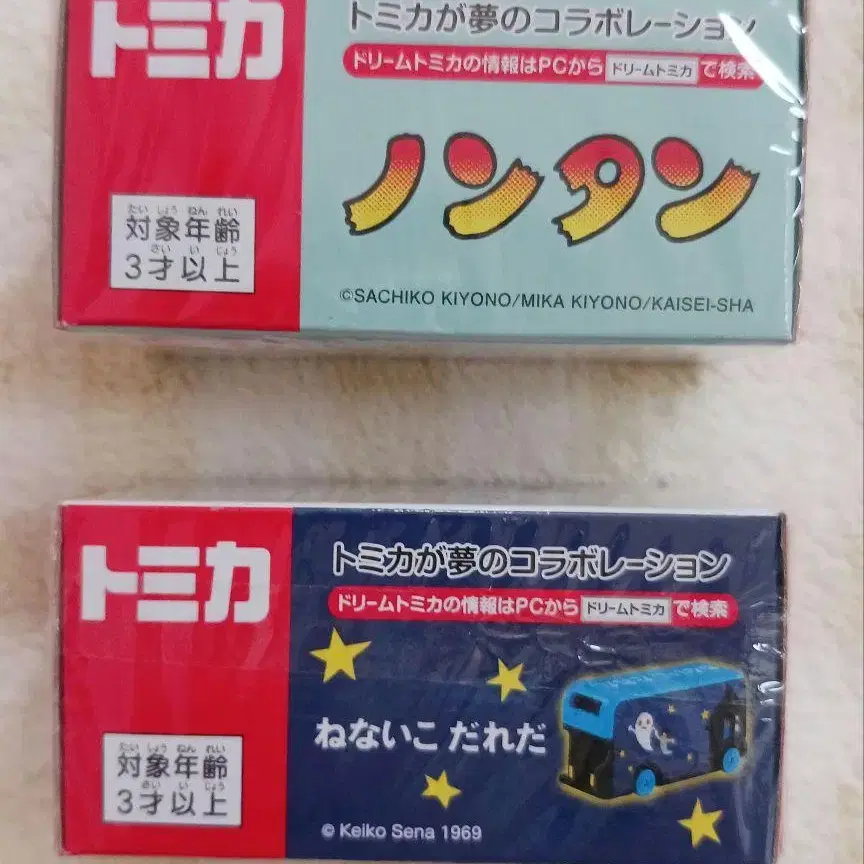 トミカ
トミカが夢のコラボレーション
ドリームトミカの情報はPCから ドリームトミカ で検索
ノンタン
たい しょう ねん れい
対象年齢
さい い じょう
3才以上
©SACHIKO KIYONO/MIKA KIYONO/KAISEI-SHA
トミカ
トミカが夢のコラボレーション
ドリームトミカの情報はPCから ドリームトミカ で検索
ねないこ だれだ
たい しょう ねん れい
対象年齢
さい い じょう
3才以上
© Keiko Sena 1969